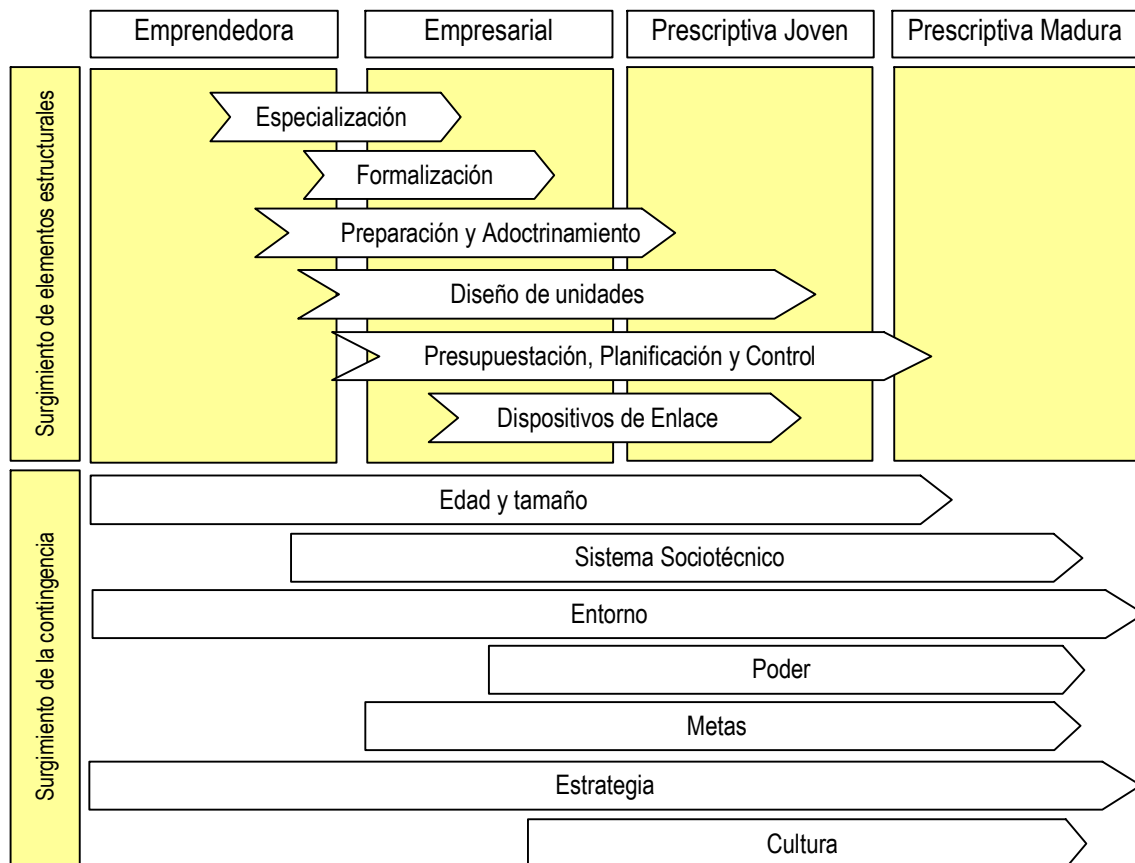 Emprendedora
Empresarial
Prescriptiva Joven
Prescriptiva Madura
Surgimiento de elementos estructurales
Especialización
Formalización
Preparación y Adoctrinamiento
Diseño de unidades
Presupuestación, Planificación y Control
Dispositivos de Enlace
Surgimiento de la contingencia
Edad y tamaño
Sistema Sociotécnico
Entorno
Poder
Metas
Estrategia
Cultura